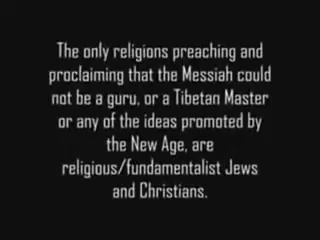 The only religions preaching and
proclaiming that the Messiah could
not be a guru, or a Tibetan Master
or any of the ideas promoted by
the New Age, are
religious/fundamentalist Jews
and Christians.